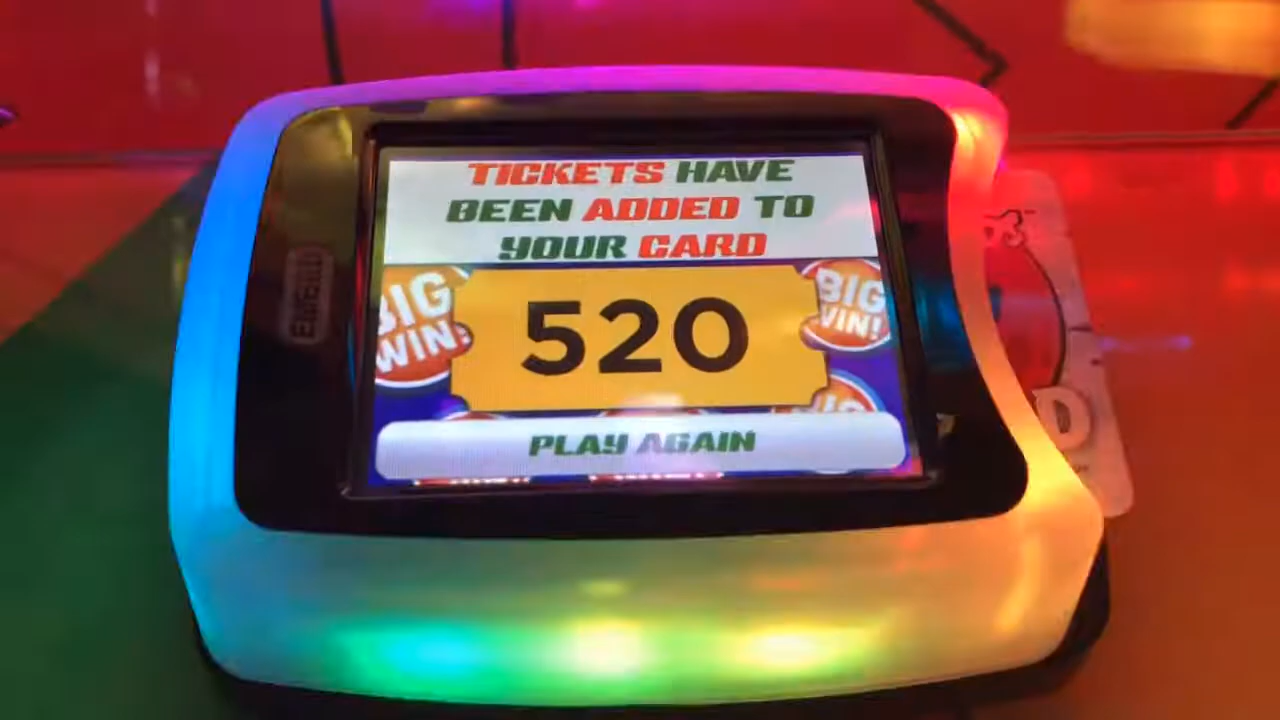 TICKETS HAVE
BEEN ADDED TO
YOUR CARD
BIG
WIN!
520
BIG
WIN!
PLAY AGAIN